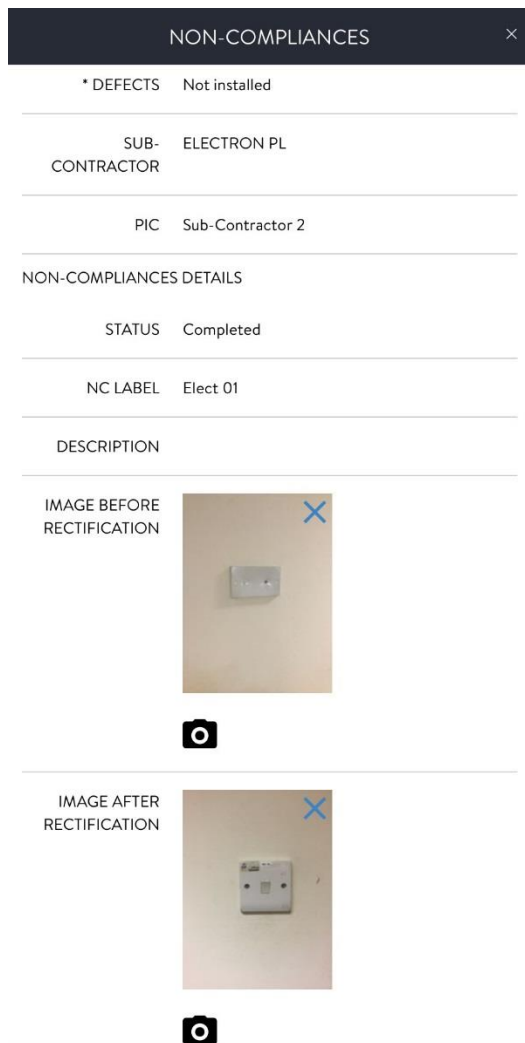 NON-COMPLIANCES
* DEFECTS Not installed
SUB-CONTRACTOR ELECTRON PL
PIC Sub-Contractor 2
NON-COMPLIANCES DETAILS
STATUS Completed
NC LABEL Elect 01
DESCRIPTION
IMAGE BEFORE
RECTIFICATION
IMAGE AFTER
RECTIFICATION